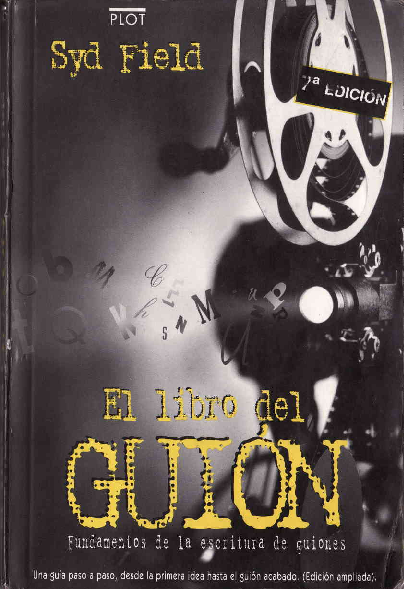 PLOT
Syd Field
7ª EDICIÓN
El libro del
GUIÓN
Fundamentos de la escritura de guiones
Una guía paso a paso, desde la primera idea hasta el guión acabado. (Edición ampliada).